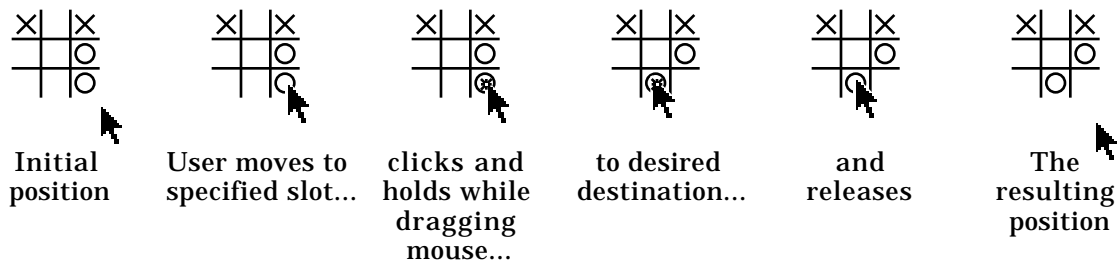 Initial
position
User moves to
specified slot...
clicks and
holds while
dragging
mouse...
to desired
destination...
and
releases
The
resulting
position